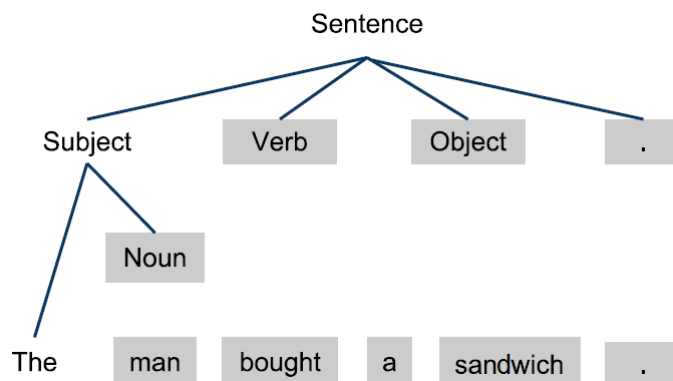 Sentence
Subject Verb Object .
Noun
The man bought a sandwich .